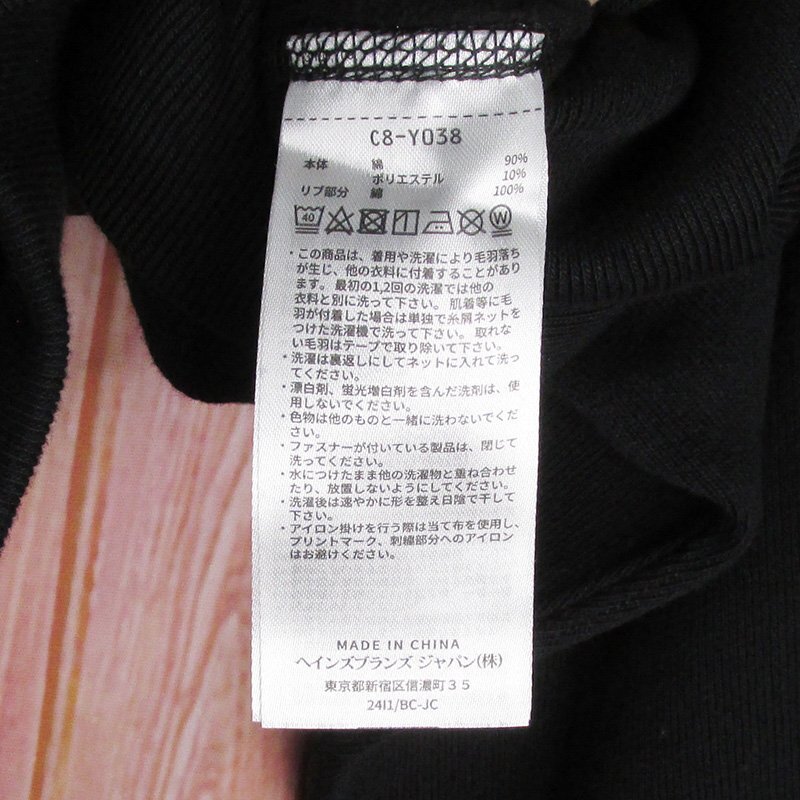 C8-Y038
本体 綿 90%
ポリエステル 10%
リブ部分 綿 100%
40 W
・この商品は、着用や洗濯により毛羽落ち
が生じ、他の衣料に付着することがあり
ます。最初の1,2回の洗濯では他の
衣料と別に洗って下さい。肌着等に毛
羽が付着した場合は単独で糸屑ネットを
つけた洗濯機で洗って下さい。取れな
い毛羽はテープで取り除いて下さい。
・洗濯は裏返しにしてネットに入れて洗っ
てください。
・漂白剤、蛍光増白剤を含んだ洗剤は、使
用しないでください。
・色物は他のものと一緒に洗わないでくだ
さい。
・ファスナーが付いている製品は、閉じて
洗ってください。
・水につけたまま他の洗濯物と重ね合わせ
たり、放置しないようにしてください。
・洗濯後は速やかに形を整え日陰で干して
下さい。
・アイロン掛けを行う際は当て布を使用し、
プリントマーク、刺繍部分へのアイロン
はお避けください。
MADE IN CHINA
ヘインズブランズ ジャパン(株)
東京都新宿区信濃町35
24I1/BC-JC